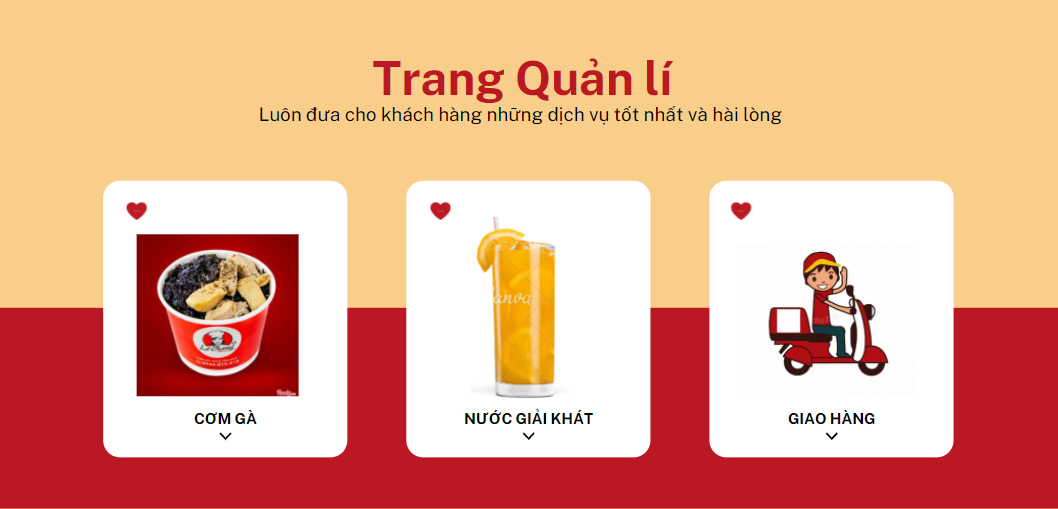 Trang Quản lí
Luôn đưa cho khách hàng những dịch vụ tốt nhất và hài lòng
CƠM GÀ
NƯỚC GIẢI KHÁT
GIAO HÀNG